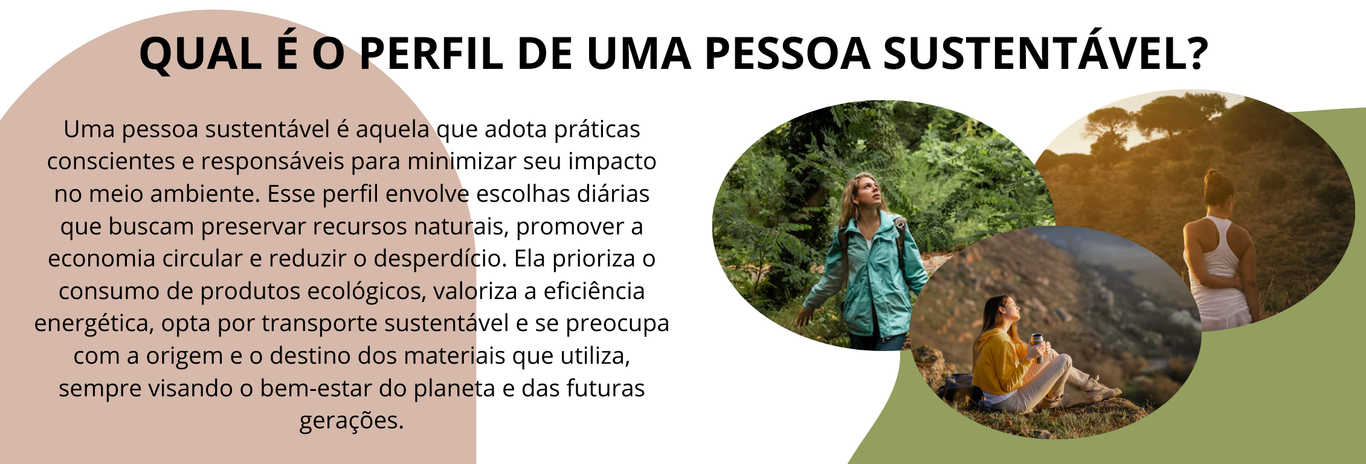 QUAL É O PERFIL DE UMA PESSOA SUSTENTÁVEL?
Uma pessoa sustentável é aquela que adota práticas
conscientes e responsáveis para minimizar seu impacto
no meio ambiente. Esse perfil envolve escolhas diárias
que buscam preservar recursos naturais, promover a
economia circular e reduzir o desperdício. Ela prioriza o
consumo de produtos ecológicos, valoriza a eficiência
energética, opta por transporte sustentável e se preocupa
com a origem e o destino dos materiais que utiliza,
sempre visando o bem-estar do planeta e das futuras
gerações.